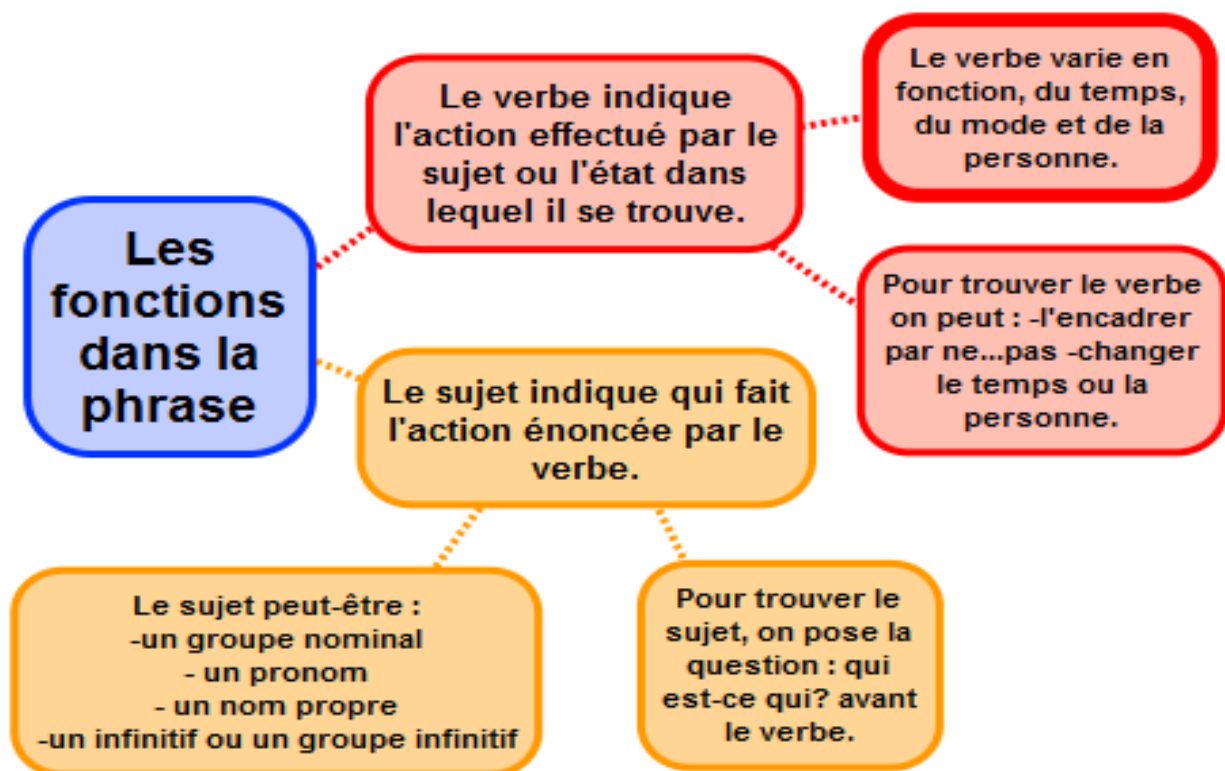 Les
fonctions
dans la
phrase
Le verbe indique
l'action effectué par le
sujet ou l'état dans
lequel il se trouve.
Le verbe varie en
fonction, du temps,
du mode et de la
personne.
Pour trouver le verbe
on peut : -l'encadrer
par ne...pas -changer
le temps ou la
personne.
Le sujet indique qui fait
l'action énoncée par le
verbe.
Le sujet peut-être :
-un groupe nominal
- un pronom
- un nom propre
-un infinitif ou un groupe infinitif
Pour trouver le
sujet, on pose la
question : qui
est-ce qui? avant
le verbe.